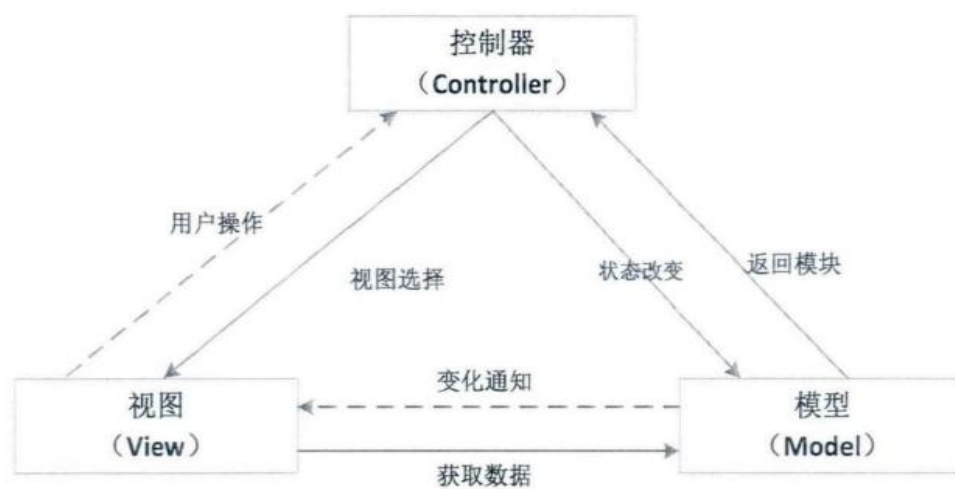 控制器
（Controller）
用户操作
视图选择
状态改变
返回模块
变化通知
视图
（View）
模型
（Model）
获取数据